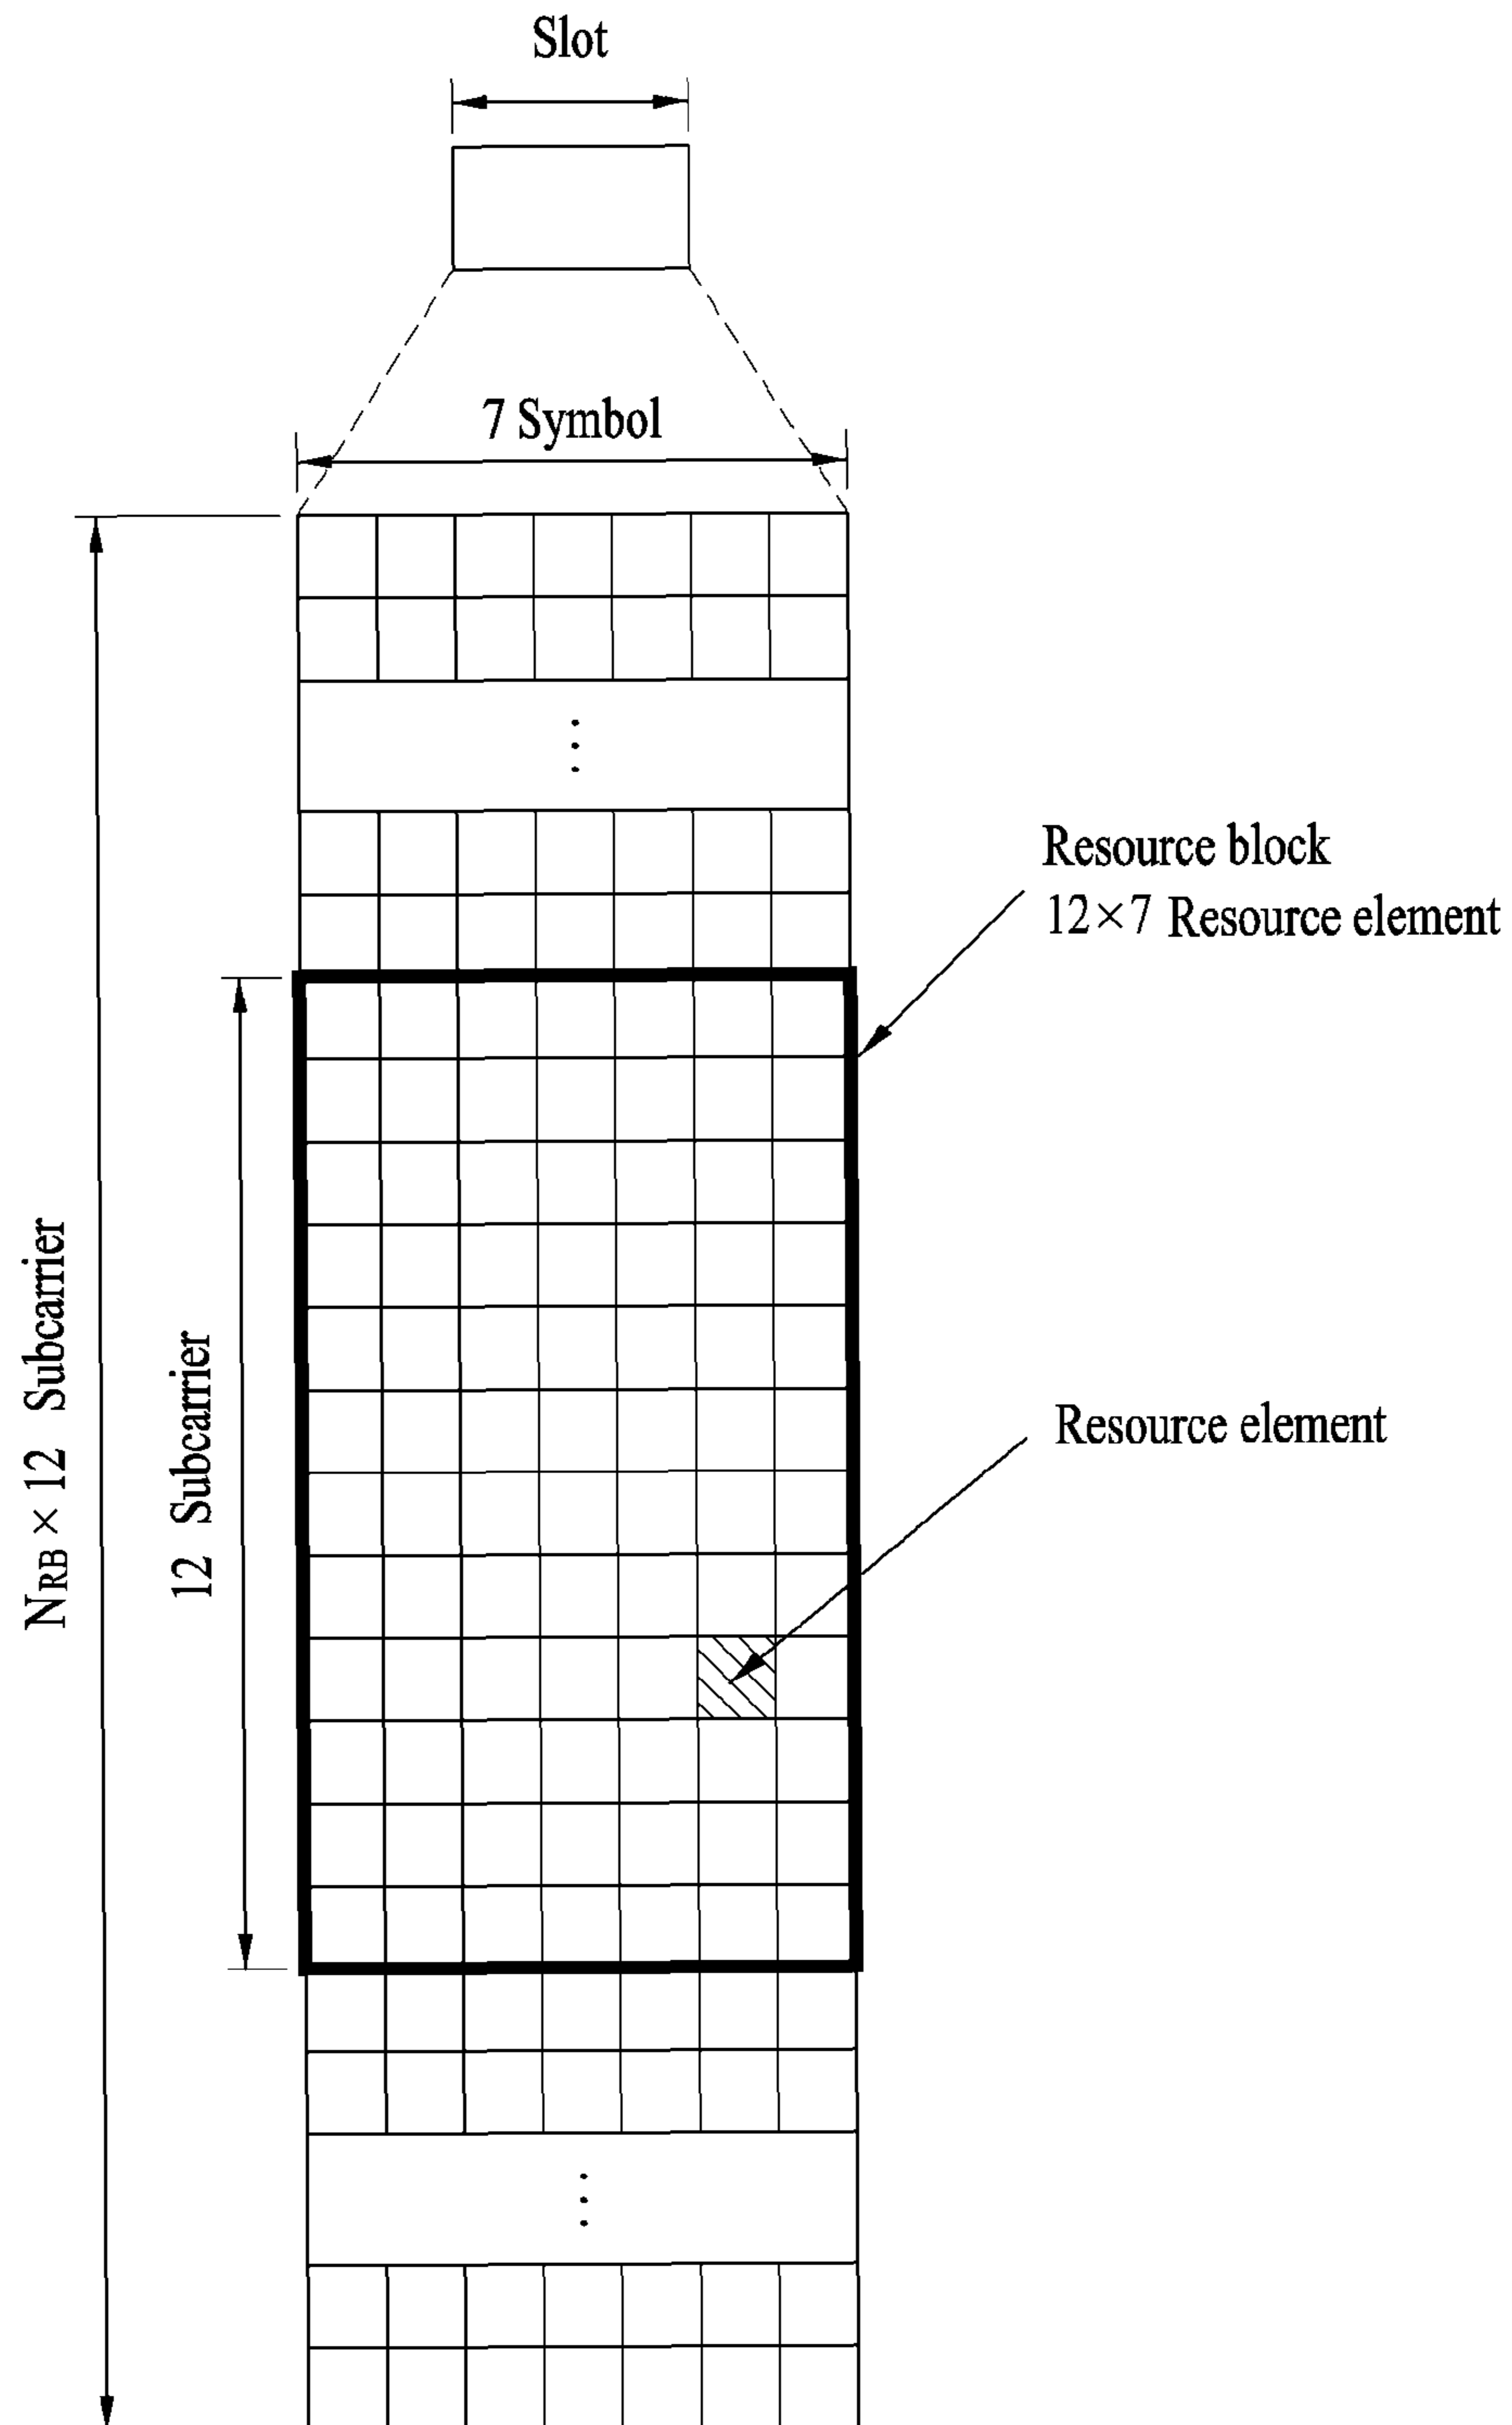 Slot
7 Symbol
Resource block
12×7 Resource element
Resource element
12 Subcarrier
NRB × 12 Subcarrier